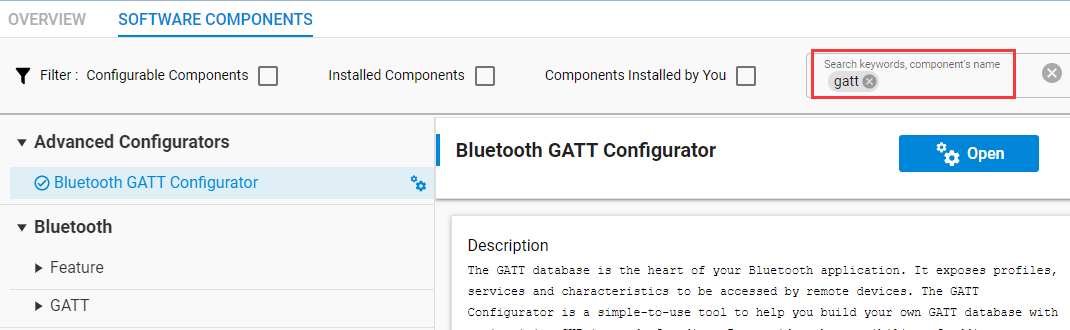 OVERVIEW SOFTWARE COMPONENTS
Filter : Configurable Components Installed Components Components Installed by You
Search keywords, component's name
gatt
Advanced Configurators
Bluetooth GATT Configurator
Bluetooth
Feature
GATT
Bluetooth GATT Configurator
Open
Description
The GATT database is the heart of your Bluetooth application. It exposes profiles,
services and characteristics to be accessed by remote devices. The GATT
Configurator is a simple-to-use tool to help you build your own GATT database with